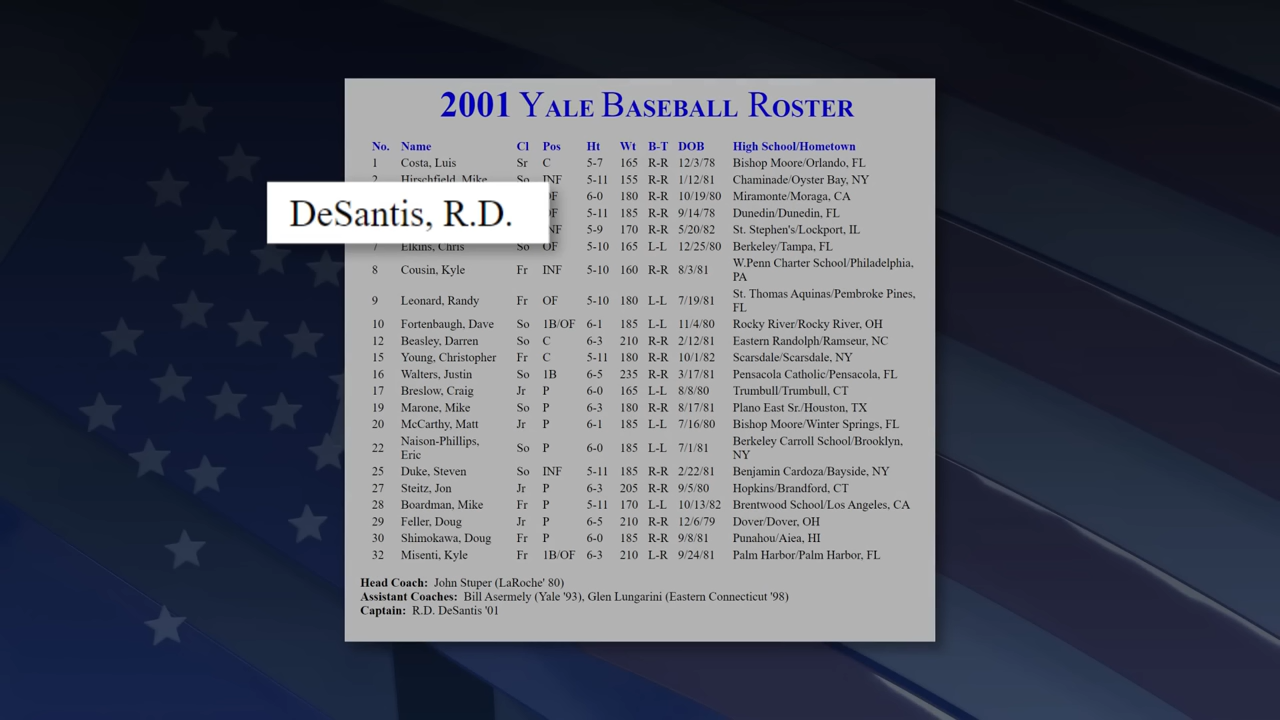 2001 YALE BASEBALL ROSTER
No. Name Cl Pos Ht Wt B-T DOB High School/Hometown
1 Costa, Luis Sr C 5-7 165 R-R 12/3/78 Bishop Moore/Orlando, FL
2 Hirschfield, Mike So INF 5-11 155 R-R 1/12/81 Chaminade/Oyster Bay, NY
OF 6-0 180 R-R 10/19/80 Miramonte/Moraga, CA
DeSantis, R.D. OF 5-11 185 R-R 9/14/78 Dunedin/Dunedin, FL
INF 5-9 170 R-R 5/20/82 St. Stephen's/Lockport, IL
7 Elkins, Chris So OF 5-10 165 L-L 12/25/80 Berkeley/Tampa, FL
8 Cousin, Kyle Fr INF 5-10 160 R-R 8/3/81 W.Penn Charter School/Philadelphia,
PA
9 Leonard, Randy Fr OF 5-10 180 L-L 7/19/81 St. Thomas Aquinas/Pembroke Pines,
FL
10 Fortenbaugh, Dave So 1B/OF 6-1 185 L-L 11/4/80 Rocky River/Rocky River, OH
12 Beasley, Darren So C 6-3 210 R-R 2/12/81 Eastern Randolph/Ramseur, NC
15 Young, Christopher Fr C 5-11 180 R-R 10/1/82 Scarsdale/Scarsdale, NY
16 Walters, Justin So 1B 6-5 235 R-R 3/17/81 Pensacola Catholic/Pensacola, FL
17 Breslow, Craig Jr P 6-0 165 L-L 8/8/80 Trumbull/Trumbull, CT
19 Marone, Mike So P 6-3 180 R-R 8/17/81 Plano East Sr./Houston, TX
20 McCarthy, Matt Jr P 6-1 185 L-L 7/16/80 Bishop Moore/Winter Springs, FL
22 Naison-Phillips, So P 6-0 185 L-L 7/1/81 Berkeley Carroll School/Brooklyn,
Eric NY
25 Duke, Steven So INF 5-11 185 R-R 2/22/81 Benjamin Cardoza/Bayside, NY
27 Steitz, Jon Jr P 6-3 205 R-R 9/5/80 Hopkins/Brandford, CT
28 Boardman, Mike Fr P 5-11 170 L-L 10/13/82 Brentwood School/Los Angeles, CA
29 Feller, Doug Jr P 6-5 210 R-R 12/6/79 Dover/Dover, OH
30 Shimokawa, Doug Fr P 6-0 185 R-R 9/8/81 Punahou/Aiea, HI
32 Misenti, Kyle Fr 1B/OF 6-3 210 L-R 9/24/81 Palm Harbor/Palm Harbor, FL
Head Coach: John Stuper (LaRoche' 80)
Assistant Coaches: Bill Asermely (Yale '93), Glen Lungarini (Eastern Connecticut '98)
Captain: R.D. DeSantis '01